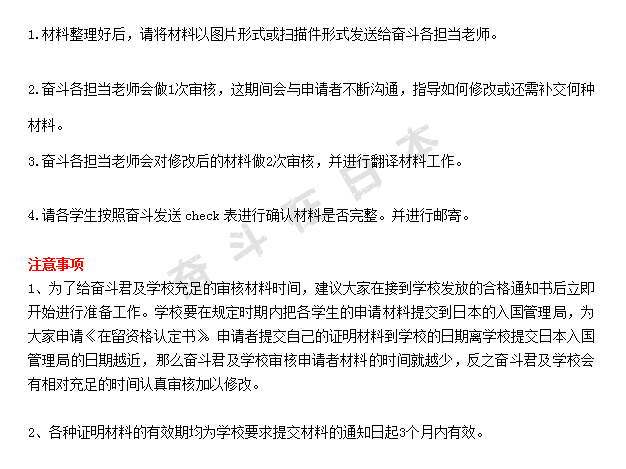 1.材料整理好后，请将材料以图片形式或扫描件形式发送给奋斗各担当老师。
2.奋斗各担当老师会做1次审核，这期间会与申请者不断沟通，指导如何修改或还需补交何种
材料。
3.奋斗各担当老师会对修改后的材料做2次审核，并进行翻译材料工作。
4.请各学生按照奋斗发送 check 表进行确认材料是否完整。并进行邮寄。
奋斗在日本
注意事项
1、为了给奋斗君及学校充足的审核材料时间，建议大家在接到学校发放的合格通知书后立即
开始进行准备工作。学校要在规定时期内把各学生的申请材料提交到日本的入国管理局，为
大家申请《在留资格认定书》。申请者提交自己的证明材料到学校的日期离学校提交日本入国
管理局的日期越近，那么奋斗君及学校审核申请者材料的时间就越少，反之奋斗君及学校会
有相对充足的时间认真审核加以修改。
2、各种证明材料的有效期均为学校要求提交材料的通知日起3个月内有效。